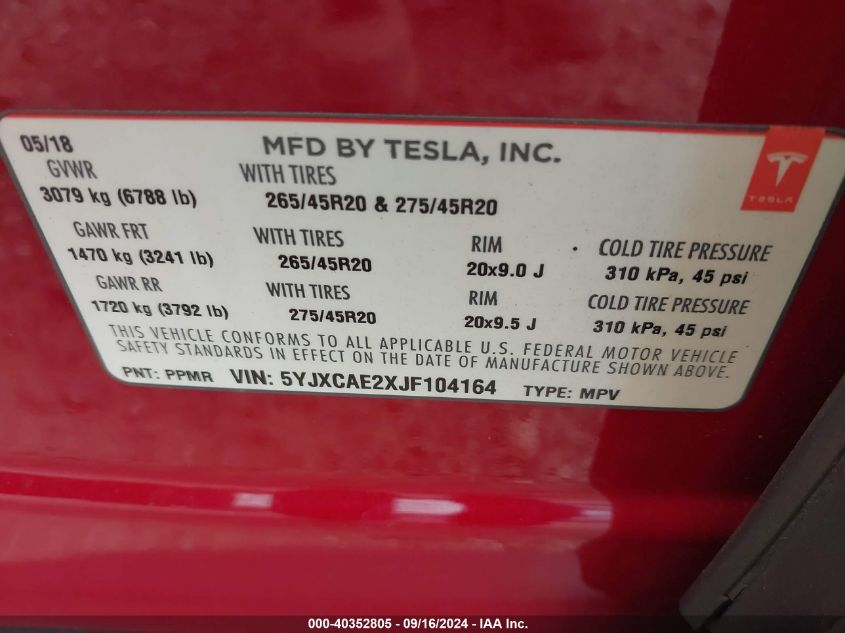 05/18 MFD BY TESLA, INC.
GVWR WITH TIRES
3079 kg (6788 lb) 265/45R20 & 275/45R20
TESLA
GAWR FRT WITH TIRES RIM COLD TIRE PRESSURE
1470 kg (3241 lb) 265/45R20 20x9.0 J 310 kPa, 45 psi
GAWR RR WITH TIRES RIM COLD TIRE PRESSURE
1720 kg (3792 lb) 275/45R20 20x9.5 J 310 kPa, 45 psi
THIS VEHICLE CONFORMS TO ALL APPLICABLE U.S. FEDERAL MOTOR VEHICLE
SAFETY STANDARDS IN EFFECT ON THE DATE OF MANUFACTURE SHOWN ABOVE.
PNT: PPMR VIN: 5YJXCAE2XJF104164 TYPE: MPV
000-40352805 - 09/16/2024 - IAA Inc.